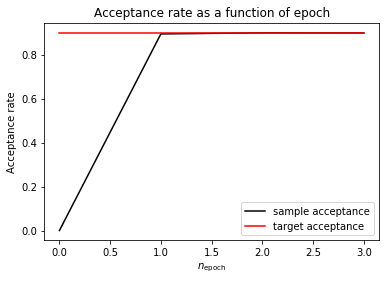 Acceptance rate as a function of epoch
Acceptance rate
0.8
0.6
0.4
0.2
0.0
sample acceptance
target acceptance
0.0 0.5 1.0 1.5 2.0 2.5 3.0
n_epoch